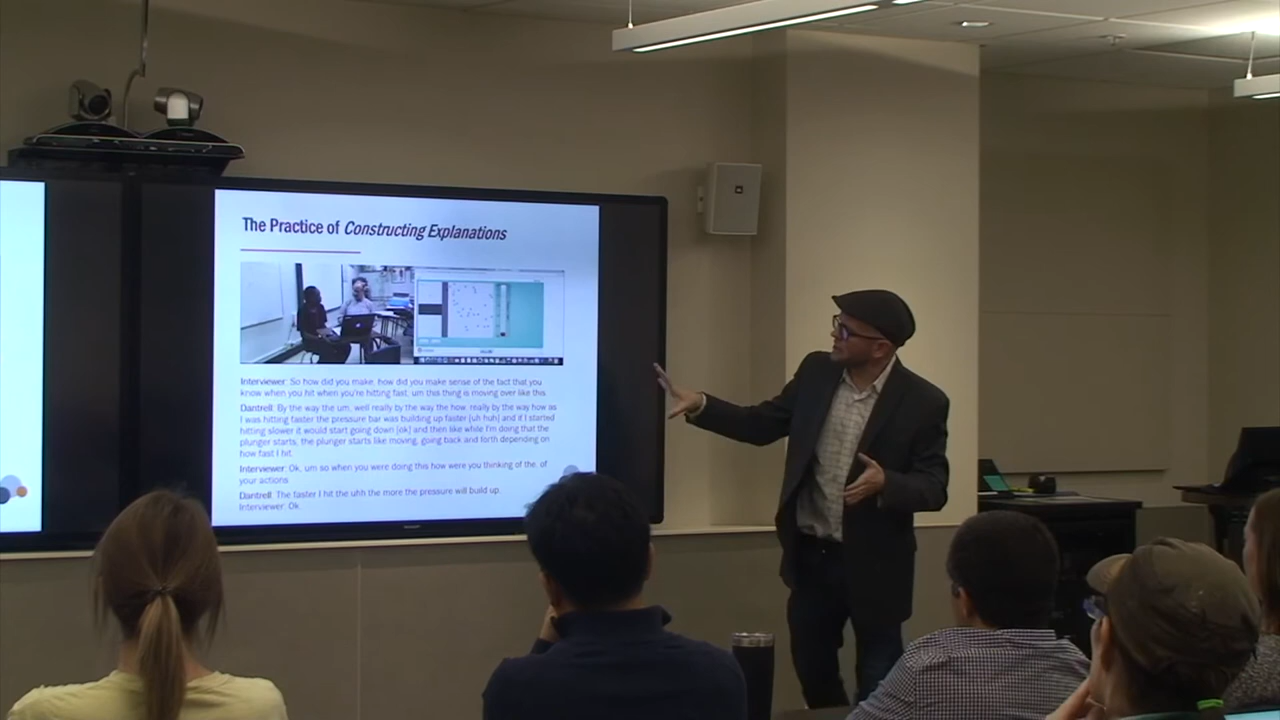 The Practice of Constructing Explanations
Interviewer: So how did you make, how did you make sense of the fact that you
know when you hit when you're hitting fast, um this thing is moving over like this.
Dantrell: By the way the um, well really by the way the how, really by the way how as
I was hitting faster the pressure bar was building up faster [uh huh] and if I started
hitting slower it would start going down [ok] and then like while I'm doing that the
plunger starts, the plunger starts like moving, going back and forth depending on
how fast I hit.
Interviewer: Ok, um so when you were doing this how were you thinking of the, of
your actions
Dantrell: The faster I hit the uhh the more the pressure will build up.
Interviewer: Ok.